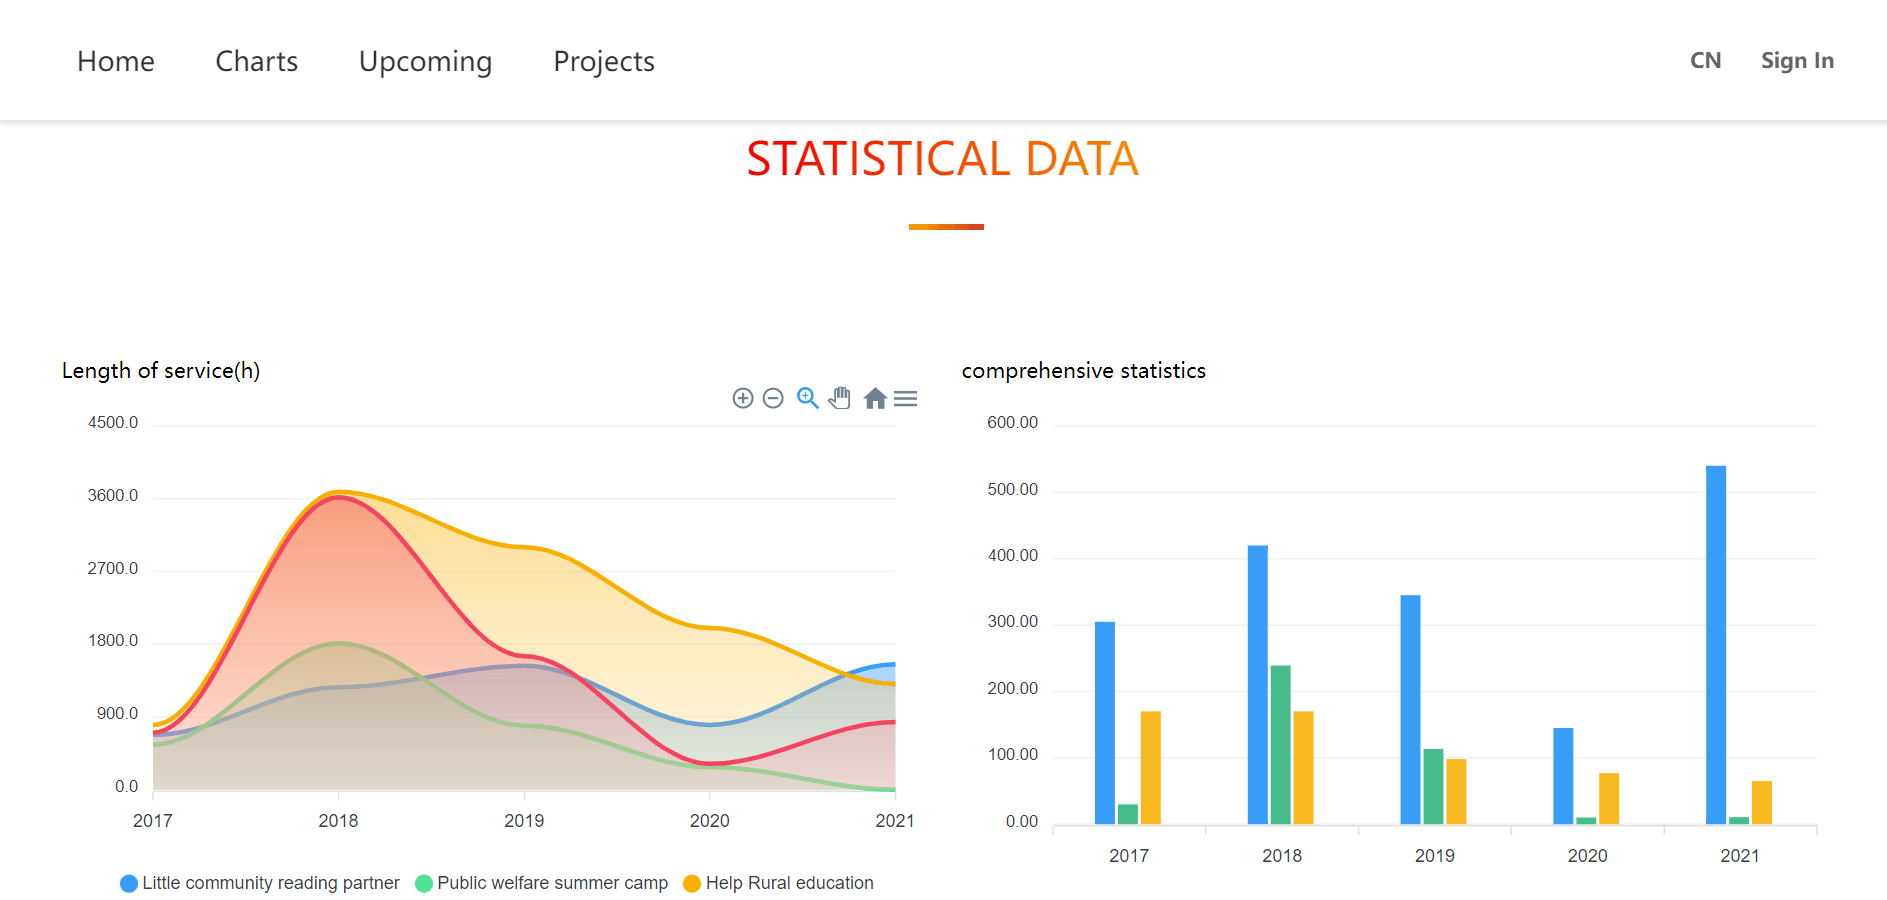 Home Charts Upcoming Projects CN Sign In
STATISTICAL DATA
Length of service(h)
4500.0
3600.0
2700.0
1800.0
900.0
0.0
2017 2018 2019 2020 2021
Little community reading partner Public welfare summer camp Help Rural education
comprehensive statistics
600.00
500.00
400.00
300.00
200.00
100.00
0.00
2017 2018 2019 2020 2021